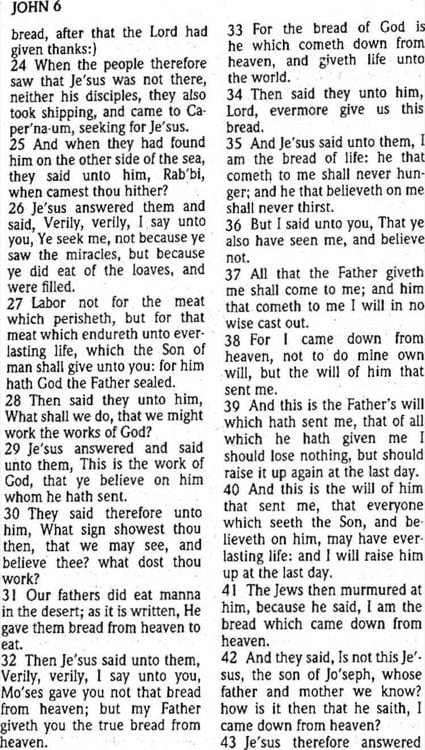 JOHN 6
bread, after that the Lord had
given thanks:)
24 When the people therefore
saw that Je'sus was not there,
neither his disciples, they also
took shipping, and came to Ca-
per'na-um, seeking for Je'sus.
25 And when they had found
him on the other side of the sea,
they said unto him, Rab'bi,
when camest thou hither?
26 Je'sus answered them and
said, Verily, verily, I say unto
you, Ye seek me, not because ye
saw the miracles, but because
ye did eat of the loaves, and
were filled.
27 Labor not for the meat
which perisheth, but for that
meat which endureth unto ever-
lasting life, which the Son of
man shall give unto you: for him
hath God the Father sealed.
28 Then said they unto him,
What shall we do, that we might
work the works of God?
29 Je'sus answered and said
unto them, This is the work of
God, that ye believe on him
whom he hath sent.
30 They said therefore unto
him, What sign showest thou
then, that we may see, and
believe thee? what dost thou
work?
31 Our fathers did eat manna
in the desert; as it is written, He
gave them bread from heaven to
eat.
32 Then Je'sus said unto them,
Verily, verily, I say unto you,
Mo'ses gave you not that bread
from heaven; but my Father
giveth you the true bread from
heaven.
33 For the bread of God is
he which cometh down from
heaven, and giveth life unto
the world.
34 Then said they unto him,
Lord, evermore give us this
bread.
35 And Je'sus said unto them, I
am the bread of life: he that
cometh to me shall never hun-
ger; and he that believeth on me
shall never thirst.
36 But I said unto you, That ye
also have seen me, and believe
not.
37 All that the Father giveth
me shall come to me; and him
that cometh to me I will in no
wise cast out.
38 For I came down from
heaven, not to do mine own
will, but the will of him that
sent me.
39 And this is the Father's will
which hath sent me, that of all
which he hath given me I
should lose nothing, but should
raise it up again at the last day.
40 And this is the will of him
that sent me, that everyone
which seeth the Son, and be-
lieveth on him, may have ever-
lasting life: and I will raise him
up at the last day.
41 The Jews then murmured at
him, because he said, I am the
bread which came down from
heaven.
42 And they said, Is not this Je'-
sus, the son of Jo'seph, whose
father and mother we know?
how is it then that he saith, I
came down from heaven?
43 Je'sus therefore answered